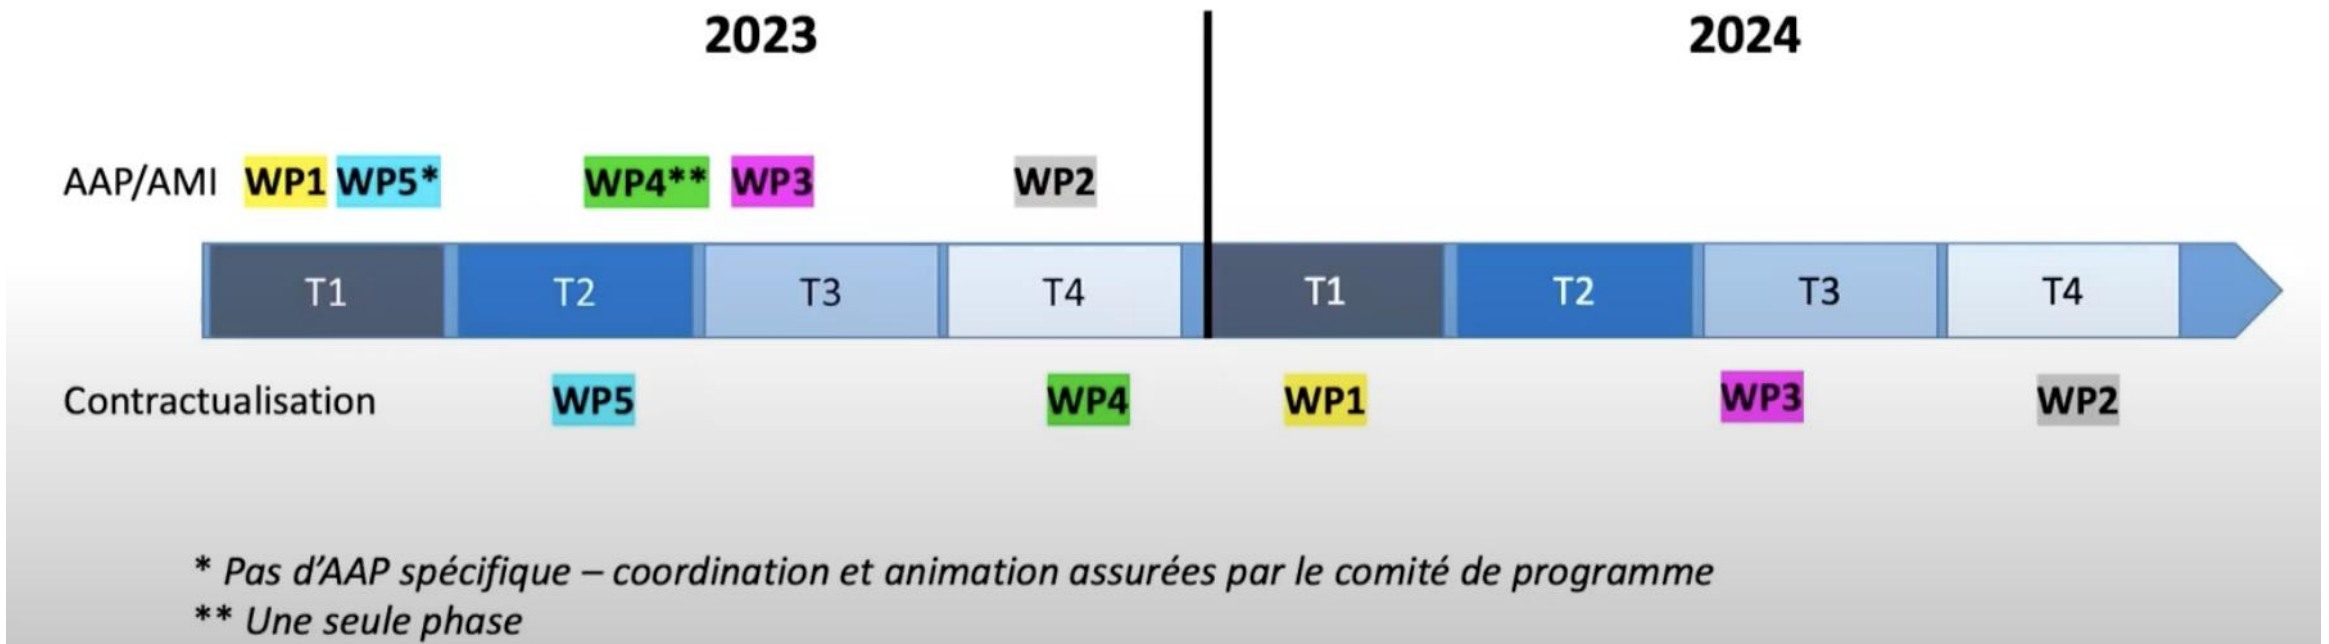 2023 2024
AAP/AMI WP1 WP5* WP4** WP3 WP2
T1 T2 T3 T4 T1 T2 T3 T4
Contractualisation WP5 WP4 WP1 WP3 WP2
* Pas d'AAP spécifique – coordination et animation assurées par le comité de programme
** Une seule phase